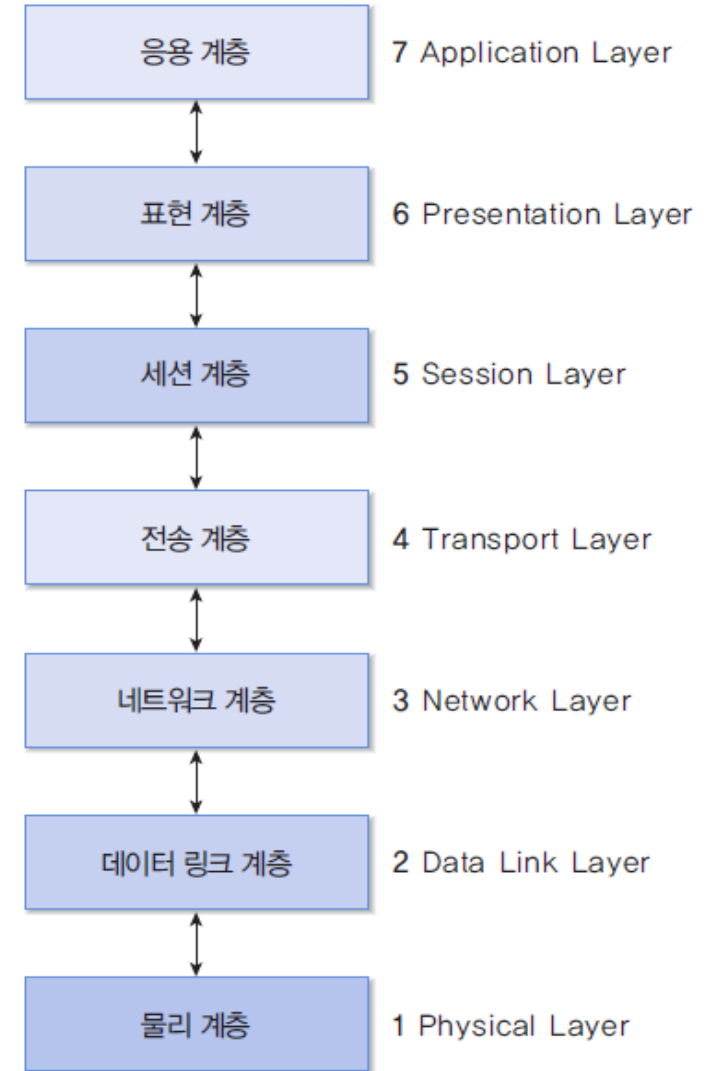 응용 계층 7 Application Layer
표현 계층 6 Presentation Layer
세션 계층 5 Session Layer
전송 계층 4 Transport Layer
네트워크 계층 3 Network Layer
데이터 링크 계층 2 Data Link Layer
물리 계층 1 Physical Layer